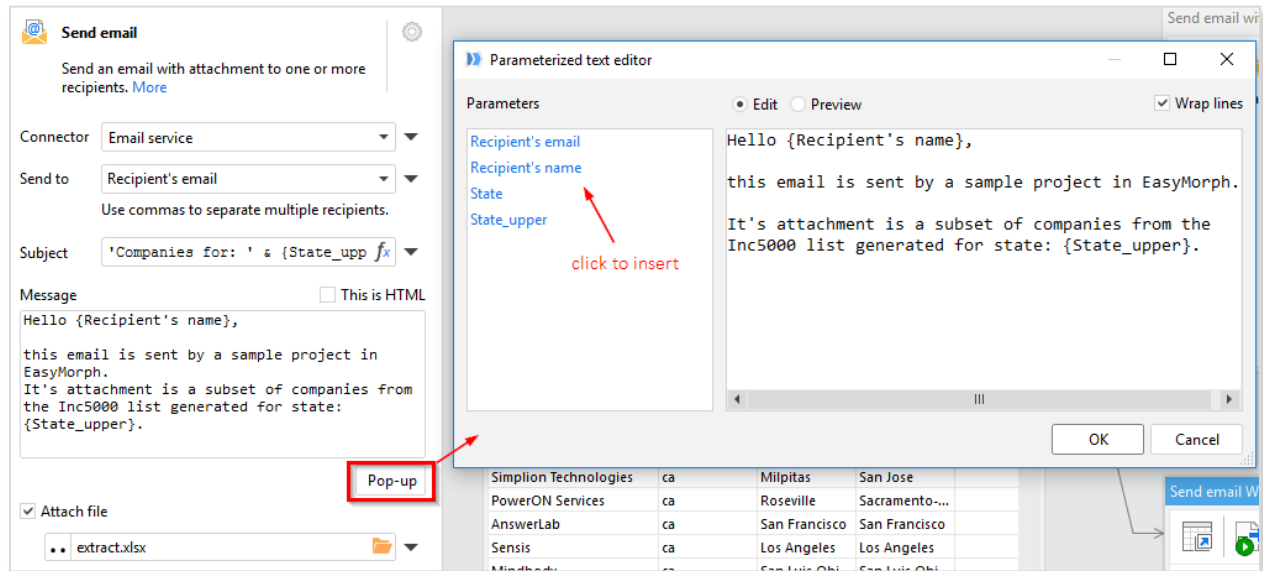 Send email
Send an email with attachment to one or more
recipients. More
Connector Email service
Send to Recipient's email
Use commas to separate multiple recipients.
Subject 'Companies for: ' & {State_upp fx
Message This is HTML
Hello {Recipient's name},
this email is sent by a sample project in
EasyMorph.
It's attachment is a subset of companies from
the Inc5000 list generated for state:
{State_upper}.
Pop-up
Attach file
extract.xlsx
Parameterized text editor
Parameters
Edit Preview Wrap lines
Recipient's email
Recipient's name
State
State_upper
click to insert
Hello {Recipient's name},
this email is sent by a sample project in EasyMorph.
It's attachment is a subset of companies from the
Inc5000 list generated for state: {State_upper}.
OK Cancel
Simplion Technologies ca Milpitas San Jose
PowerON Services ca Roseville Sacramento-...
AnswerLab ca San Francisco San Francisco
Sensis ca Los Angeles Los Angeles
Send email wi
Send email W